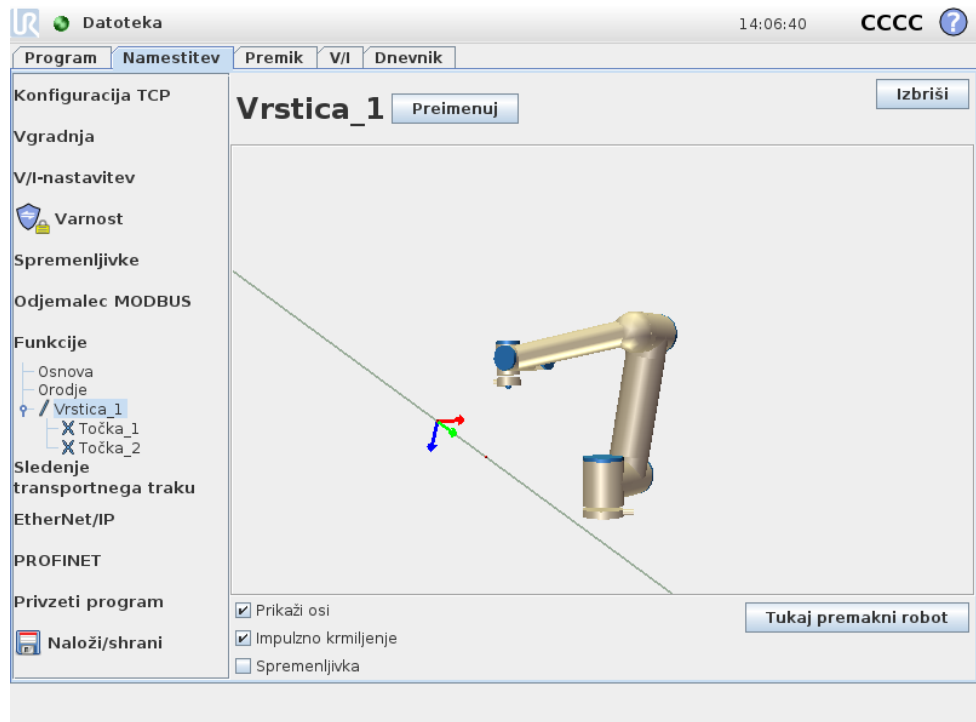 UR
Datoteka
14:06:40
CCCC
?
Program
Namestitev
Premik
V/I
Dnevnik
Konfiguracija TCP
Vgradnja
V/I-nastavitev
Varnost
Spremenljivke
Odjemalec MODBUS
Funkcije
Osnova
Orodje
Vrstica_1
Točka_1
Točka_2
Sledenje
transportnega traku
EtherNet/IP
PROFINET
Privzeti program
Naloži/shrani
Vrstica_1
Preimenuj
Izbriši
Prikaži osi
Impulzno krmiljenje
Spremenljivka
Tukaj premakni robot